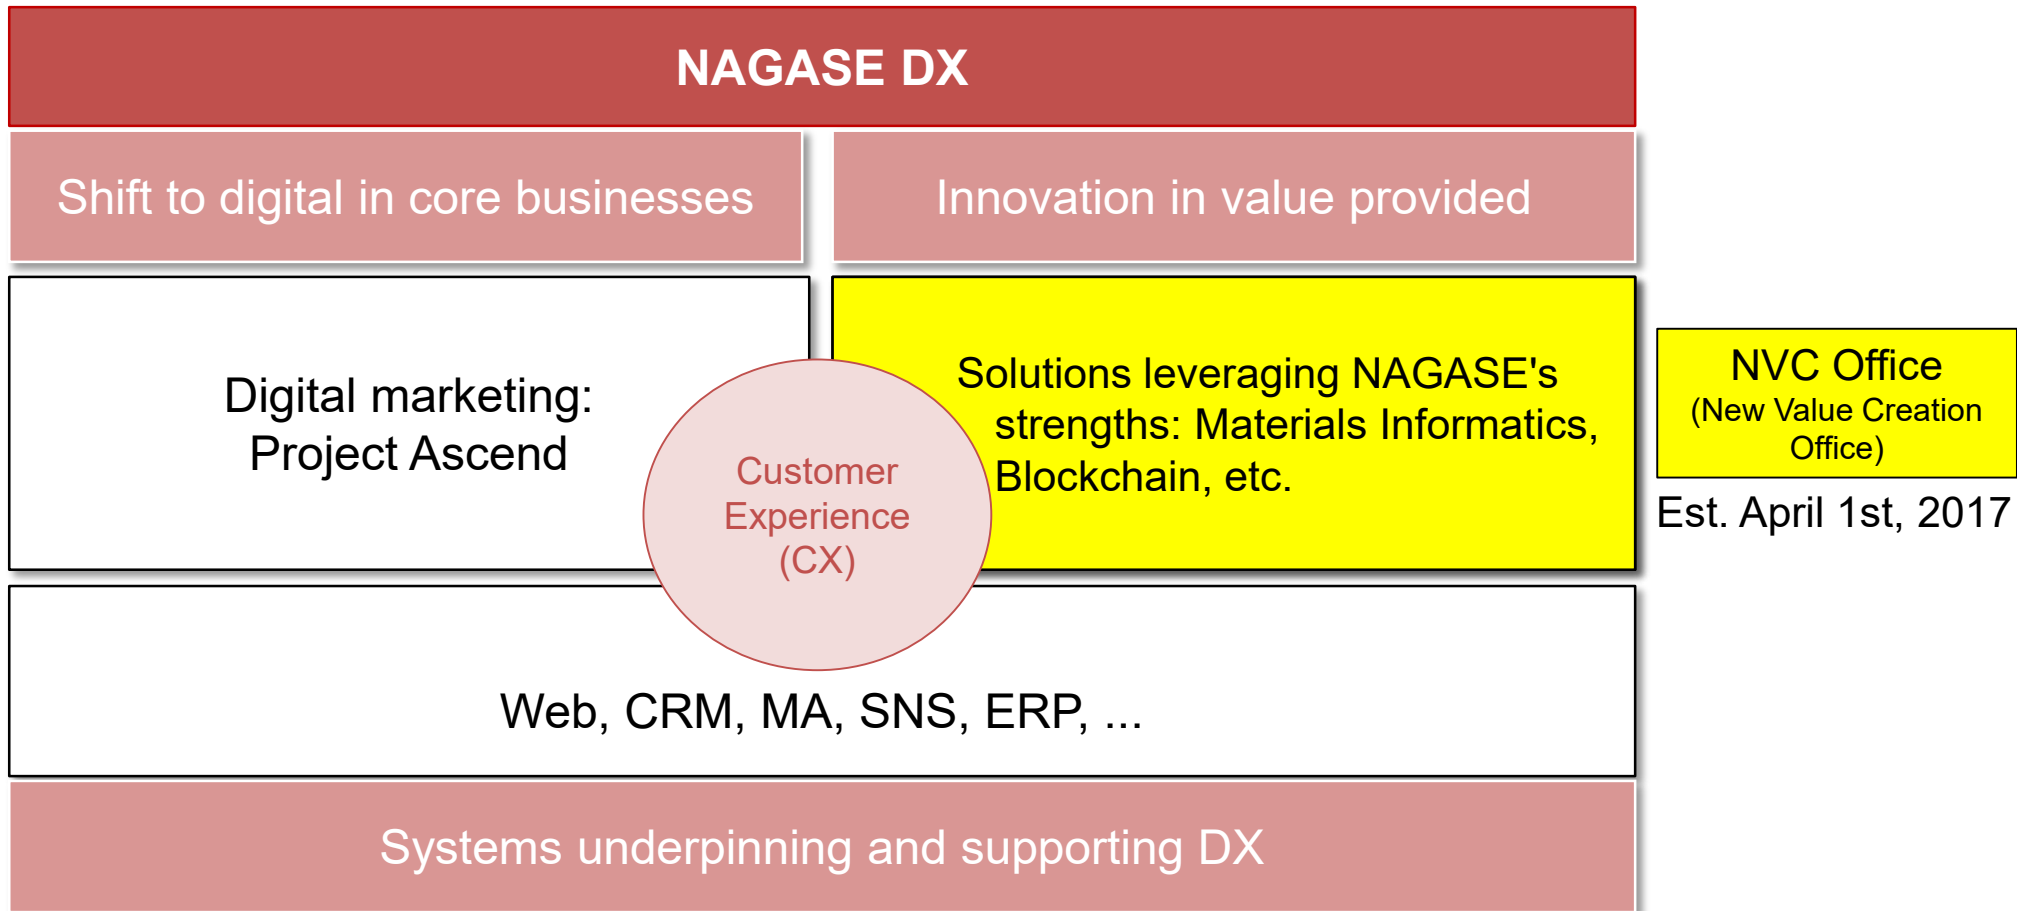 NAGASE DX
Shift to digital in core businesses
Innovation in value provided
Digital marketing:
Project Ascend
Customer
Experience
(CX)
Solutions leveraging NAGASE's
strengths: Materials Informatics,
Blockchain, etc.
NVC Office
(New Value Creation
Office)
Est. April 1st, 2017
Web, CRM, MA, SNS, ERP, ...
Systems underpinning and supporting DX